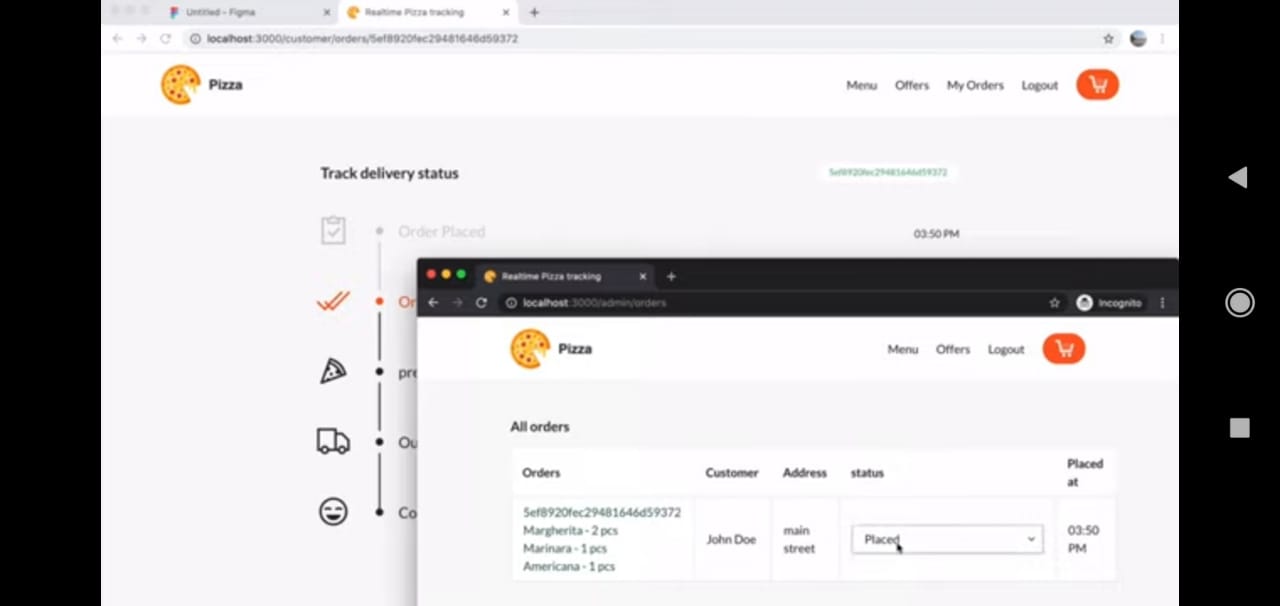 Untitled - Figma
Realtime Pizza tracking
localhost:3000/customer/orders/5ef8920fec29481646d59372
Pizza
Menu Offers My Orders Logout
Track delivery status
5ef8920fec29481646d59372
Order Placed
03:50 PM
Or
pre
Ou
Co
Realtime Pizza tracking
localhost:3000/admin/orders
Incognito
Pizza
Menu Offers Logout
All orders
Orders Customer Address status Placed at
5ef8920fec29481646d59372
Margherita - 2 pcs
Marinara - 1 pcs
Americana - 1 pcs
John Doe
main
street
Placed
03:50
PM